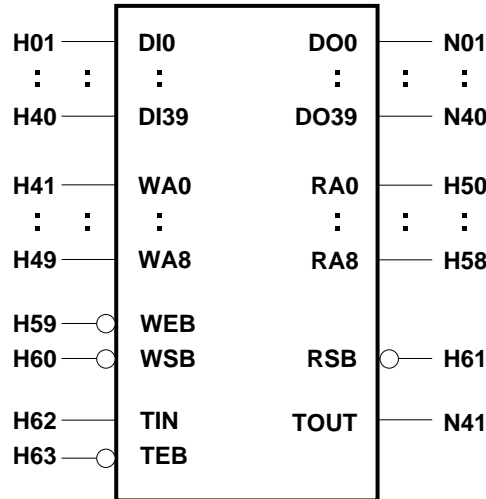 H01 DI0 DO0 N01
: : : : : :
H40 DI39 DO39 N40
H41 WA0 RA0 H50
: : : : : :
H49 WA8 RA8 H58
H59 WEB
H60 WSB RSB H61
H62 TIN TOUT N41
H63 TEB